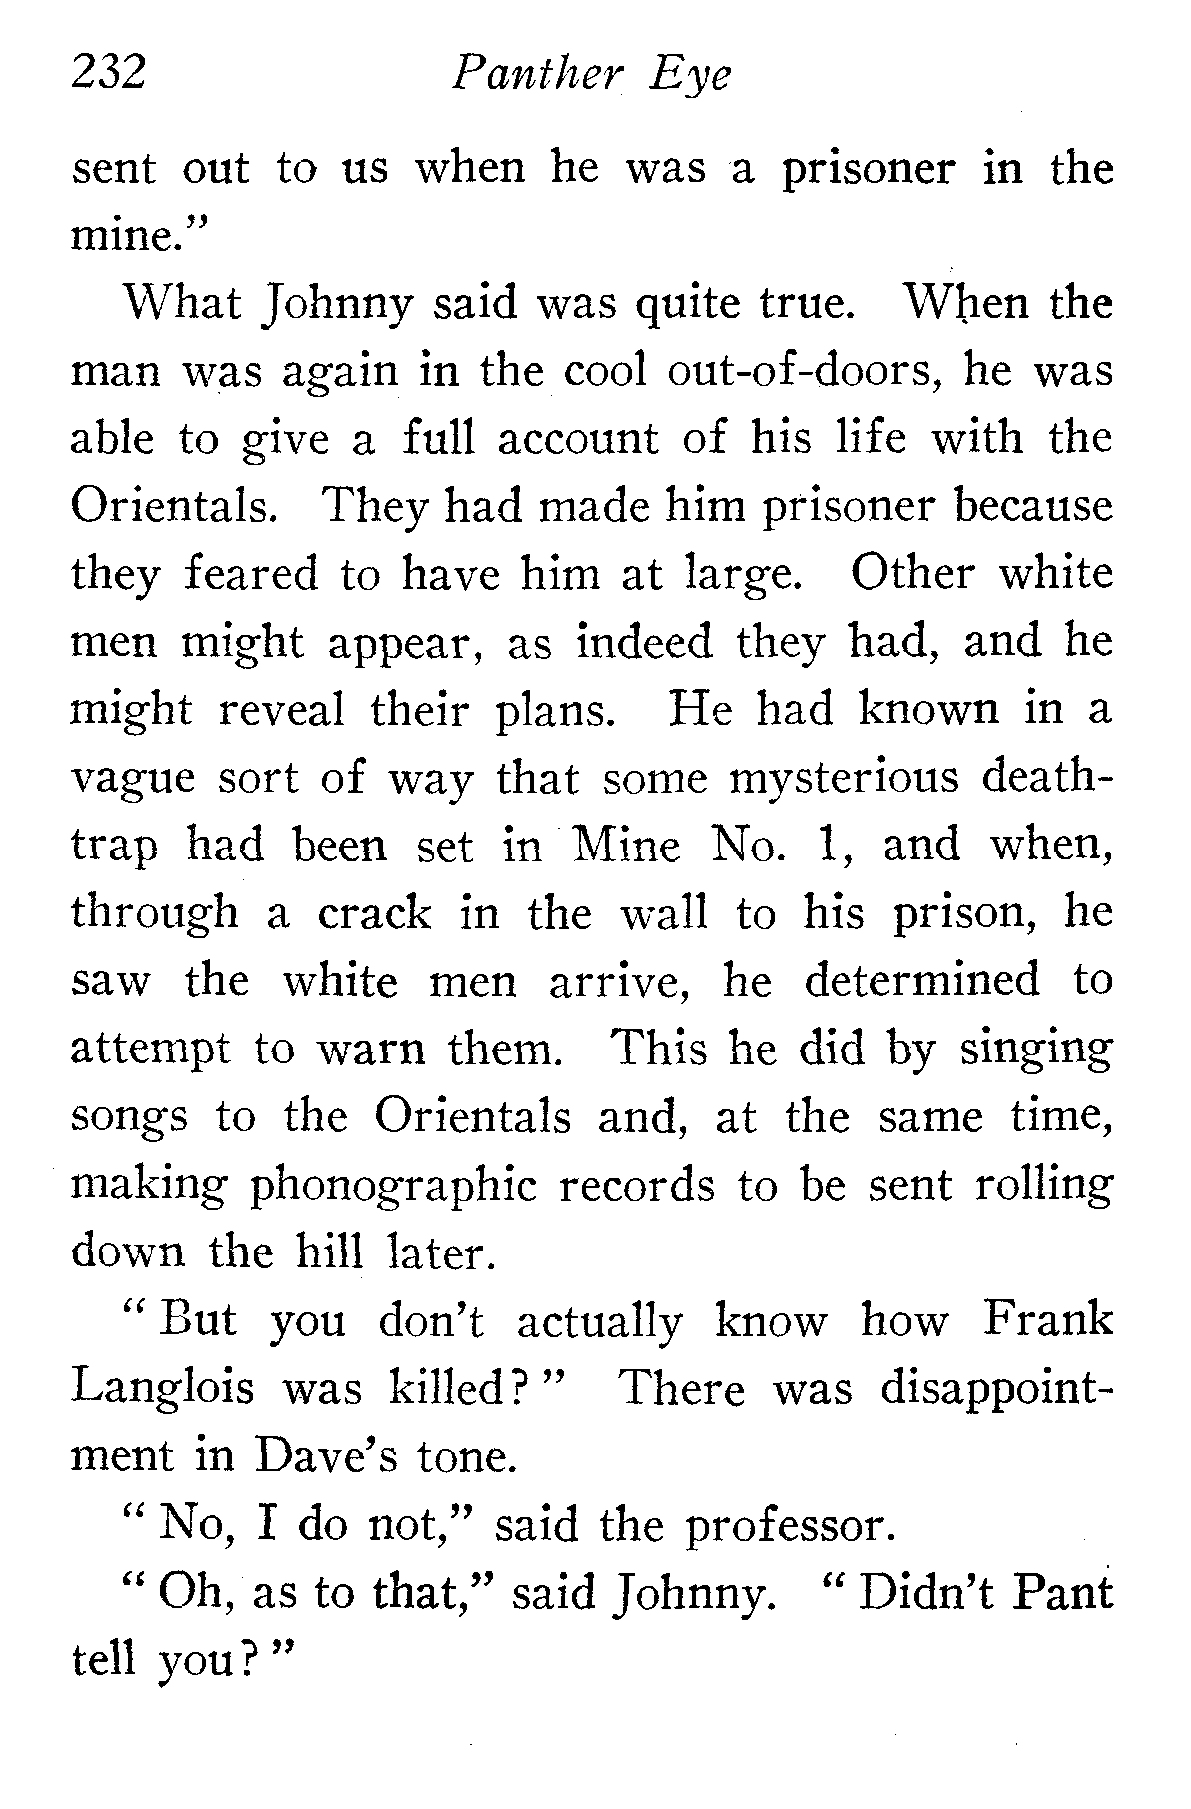 232 Panther Eye
sent out to us when he was a prisoner in the
mine."
What Johnny said was quite true. When the
man was again in the cool out-of-doors, he was
able to give a full account of his life with the
Orientals. They had made him prisoner because
they feared to have him at large. Other white
men might appear, as indeed they had, and he
might reveal their plans. He had known in a
vague sort of way that some mysterious death-
trap had been set in Mine No. 1, and when,
through a crack in the wall to his prison, he
saw the white men arrive, he determined to
attempt to warn them. This he did by singing
songs to the Orientals and, at the same time,
making phonographic records to be sent rolling
down the hill later.
" But you don't actually know how Frank
Langlois was killed? " There was disappoint-
ment in Dave's tone.
" No, I do not," said the professor.
" Oh, as to that," said Johnny. " Didn't Pant
tell you? "